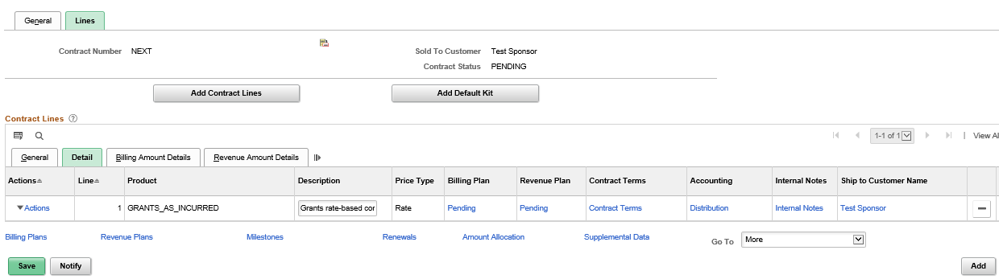 General Lines
Contract Number NEXT Sold To Customer Test Sponsor
Contract Status PENDING
Add Contract Lines Add Default Kit
Contract Lines ?
1-1 of 1 View Al
General Detail Billing Amount Details Revenue Amount Details
Actions Line Product Description Price Type Billing Plan Revenue Plan Contract Terms Accounting Internal Notes Ship to Customer Name
Actions 1 GRANTS_AS_INCURRED Grants rate-based cor Rate Pending Pending Contract Terms Distribution Internal Notes Test Sponsor
Billing Plans Revenue Plans Milestones Renewals Amount Allocation Supplemental Data Go To More
Save Notify Add